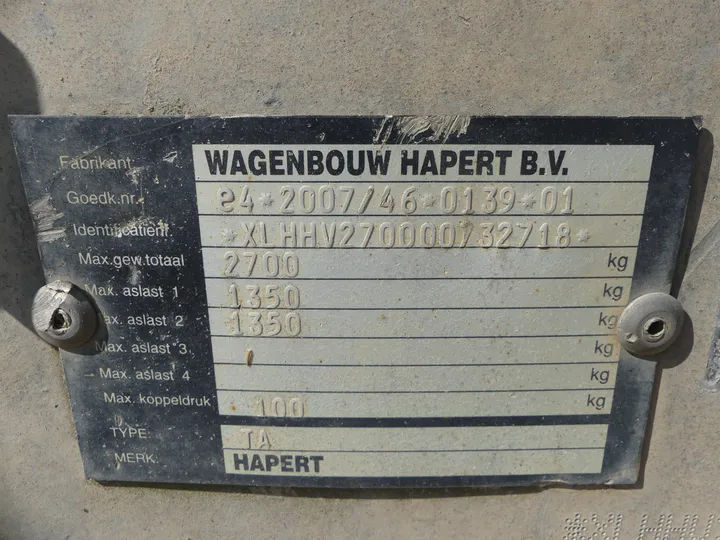 Fabrikant: WAGENBOUW HAPERT B.V.
Goedk.nr. e4*2007/46*0139*01
Identificatienr. *XLHHV270000732718*
Max.gew.totaal 2700 kg
Max. aslast 1 1350 kg
Max. aslast 2 1350 kg
Max. aslast 3 kg
Max. aslast 4 kg
Max. koppeldruk 100 kg
TYPE: TA
MERK: HAPERT